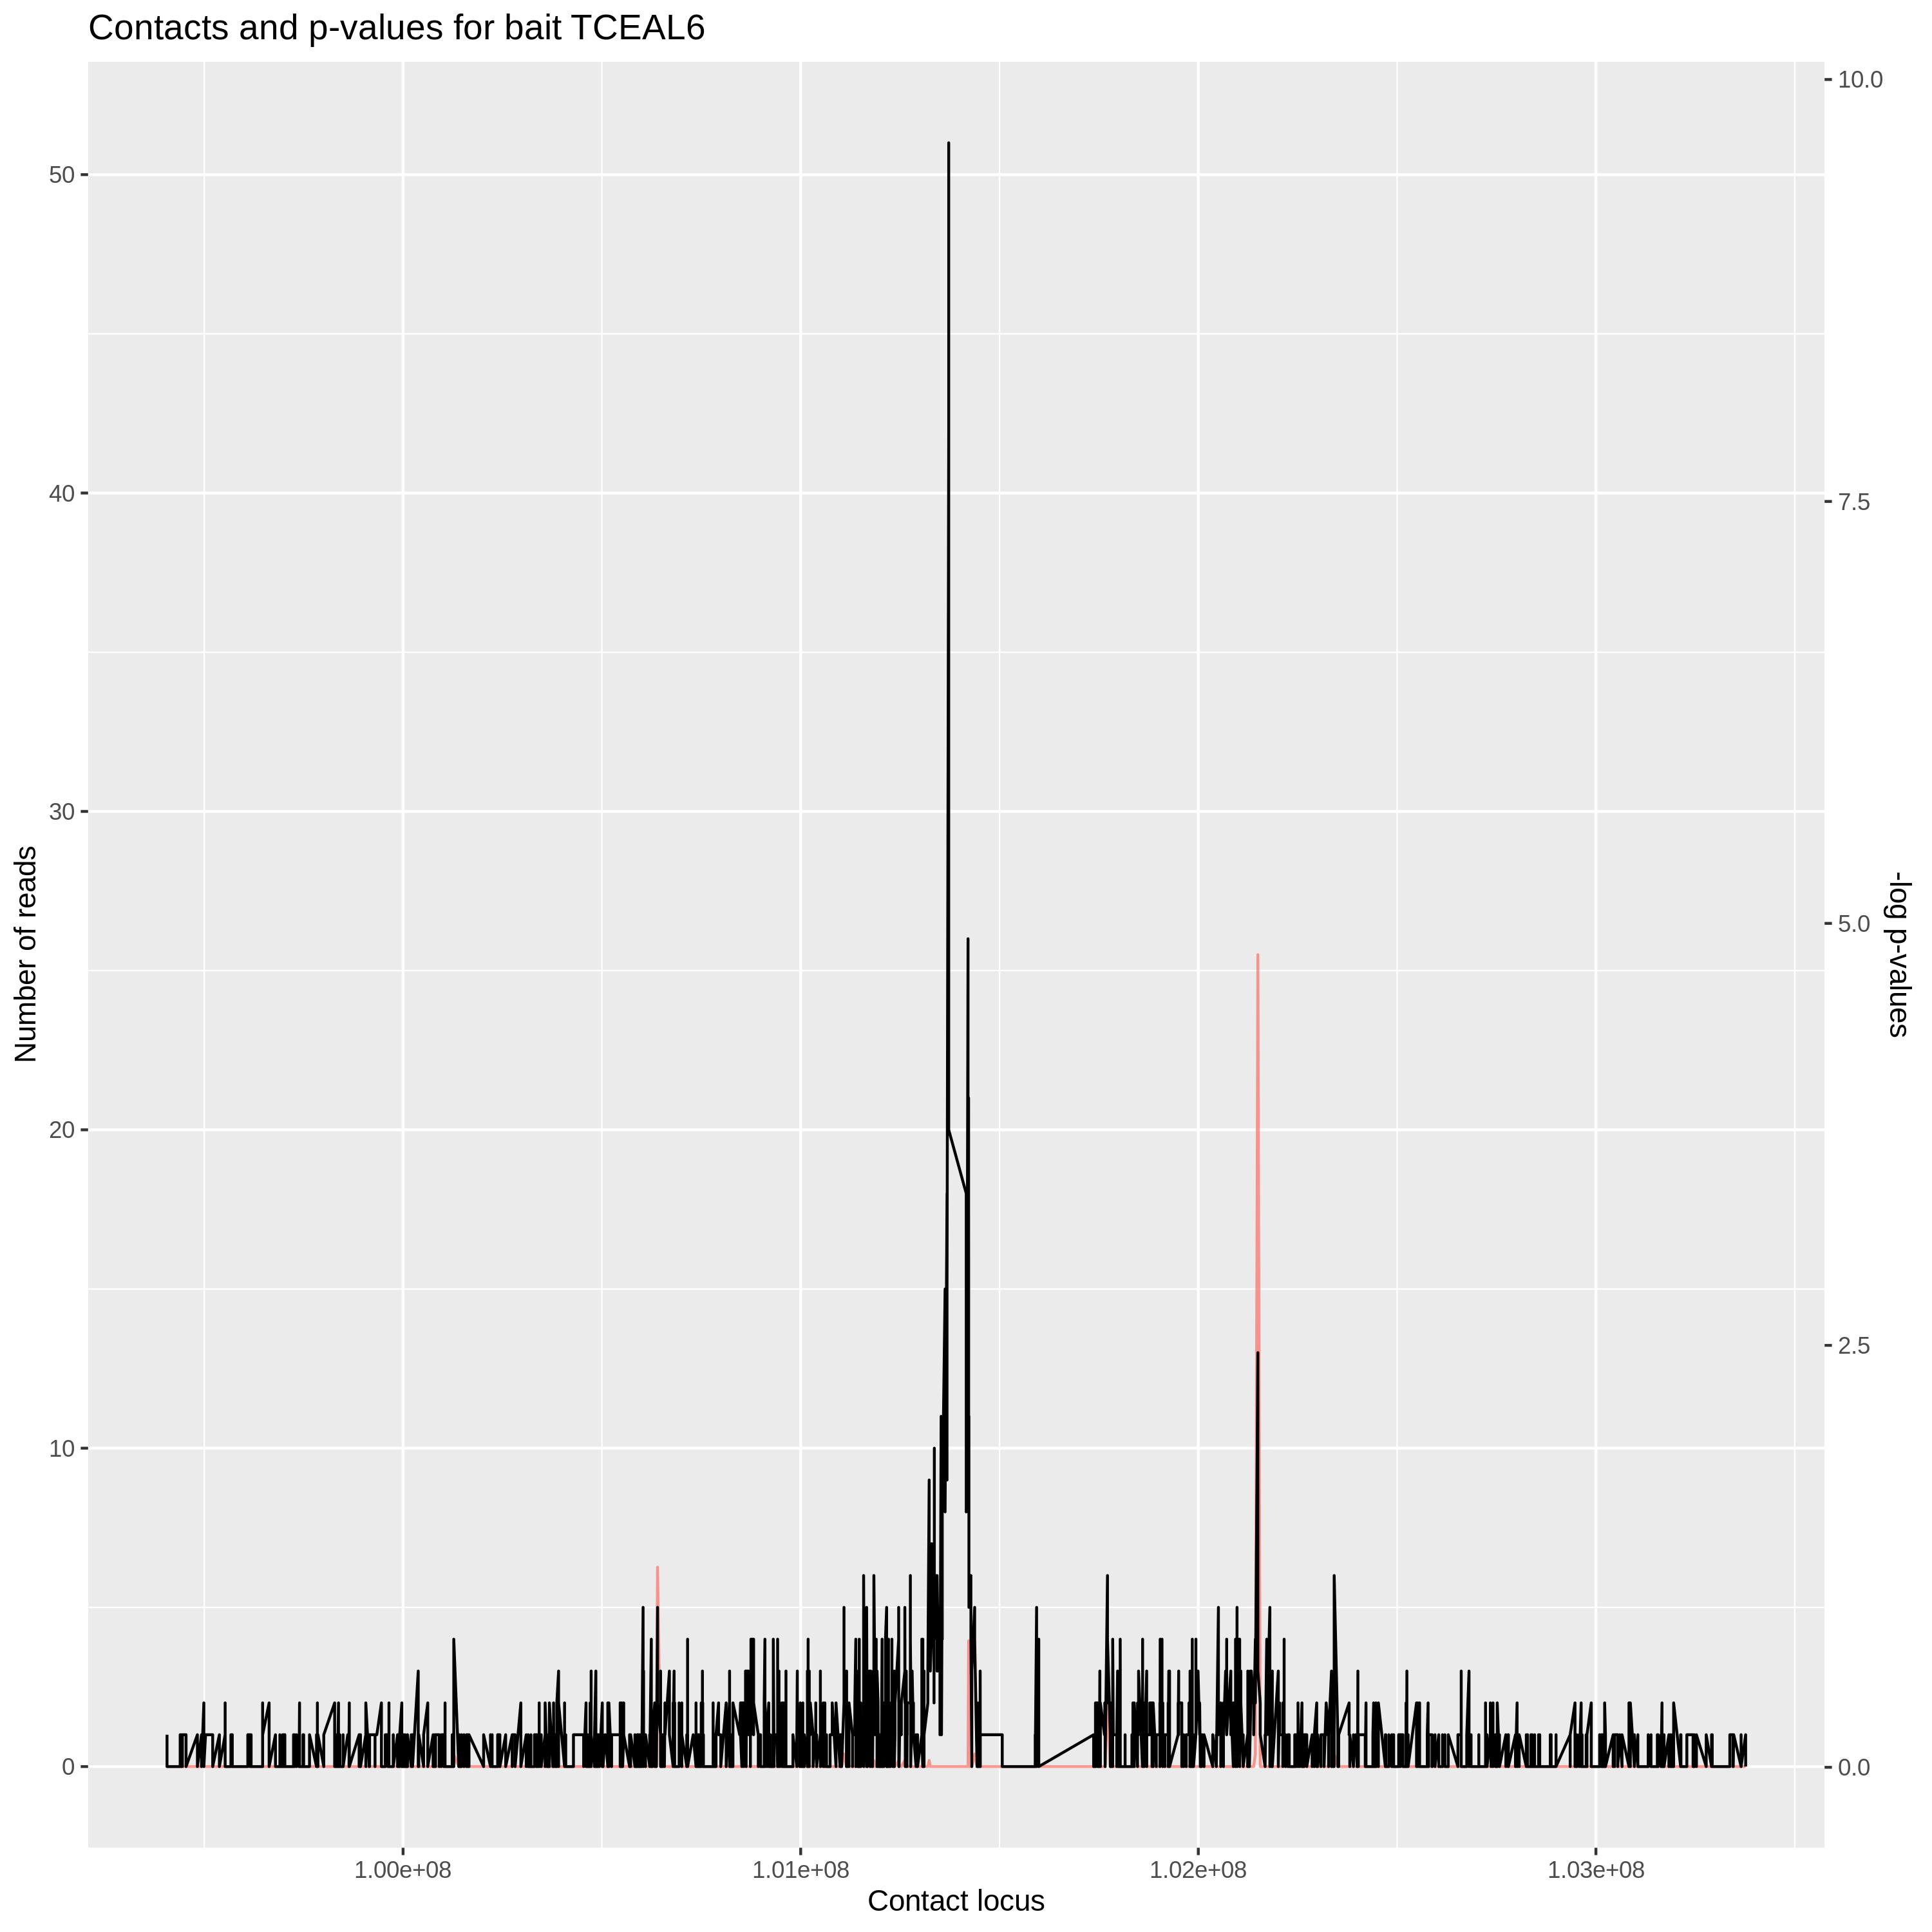 Contacts and p-values for bait TCEAL6
10.0
50
40
7.5
30
5.0
Number of reads
-log p-values
20
2.5
10
0
0.0
1.00e+08 1.01e+08 1.02e+08 1.03e+08
Contact locus